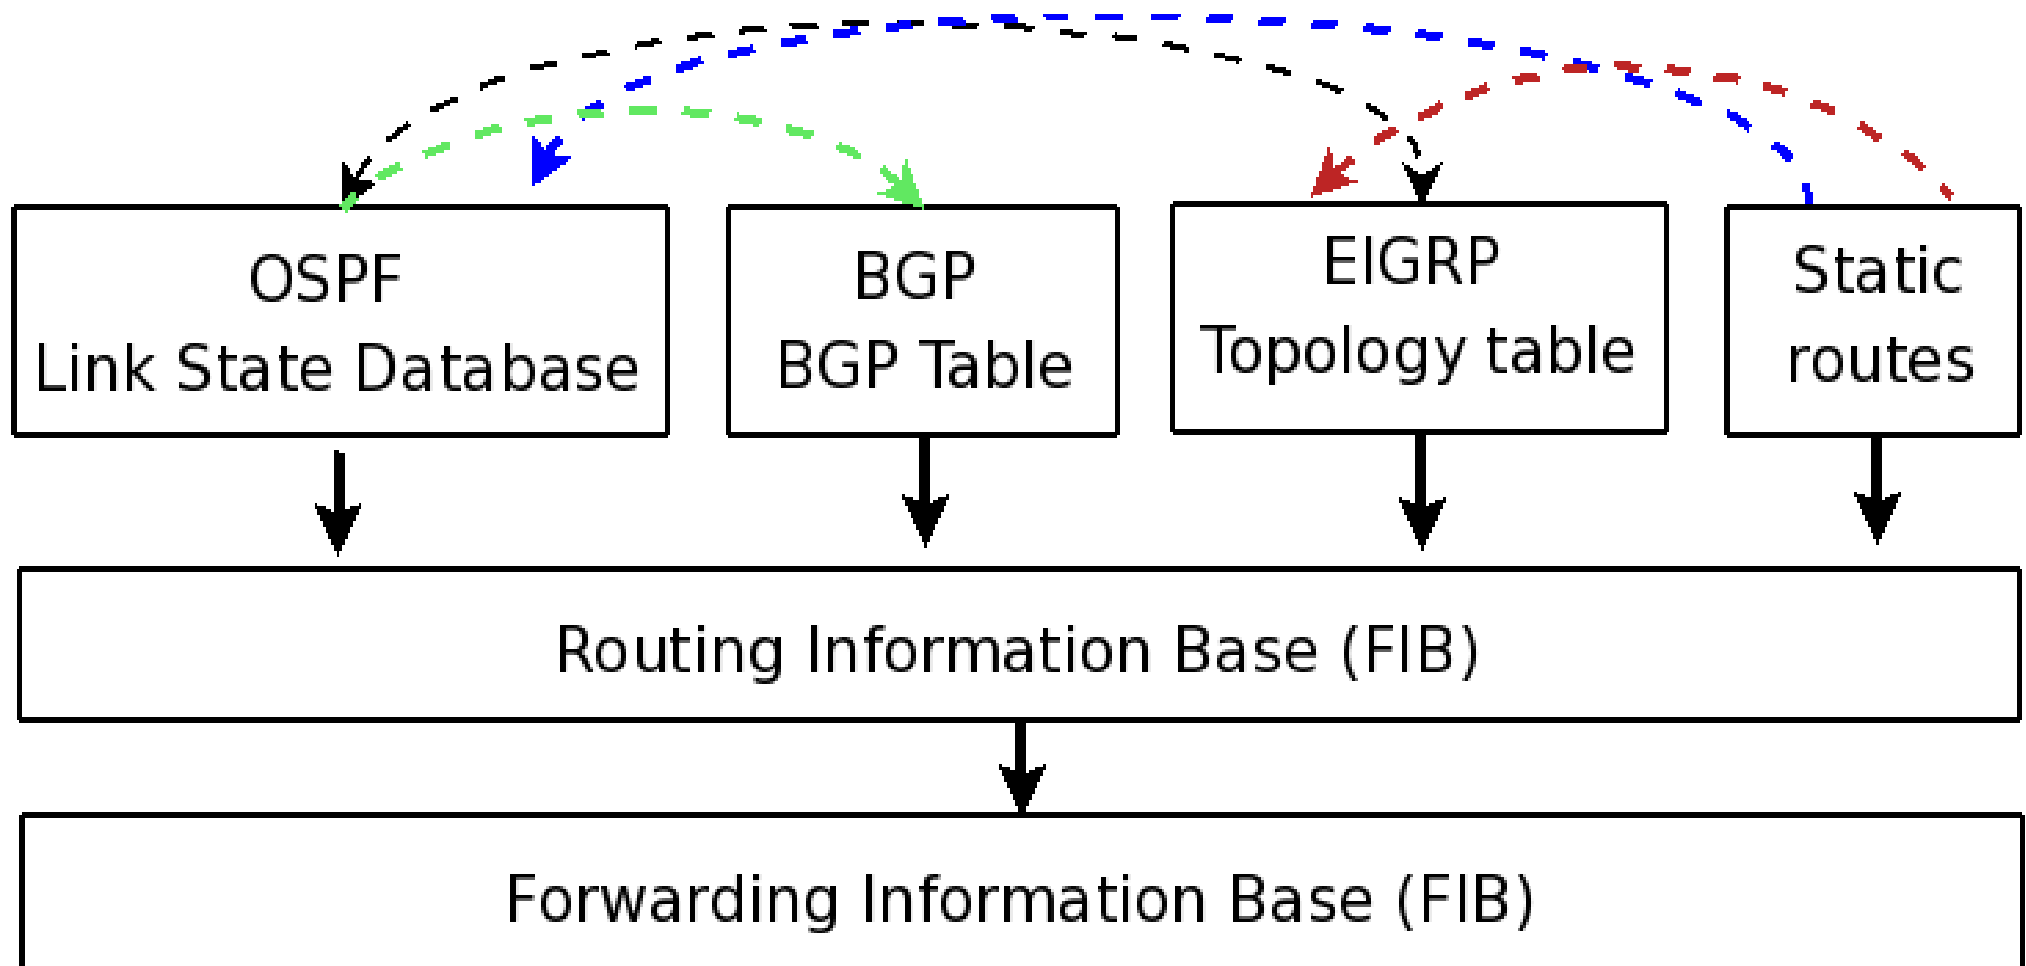 OSPF
Link State Database
BGP
BGP Table
EIGRP
Topology table
Static
routes
Routing Information Base (FIB)
Forwarding Information Base (FIB)